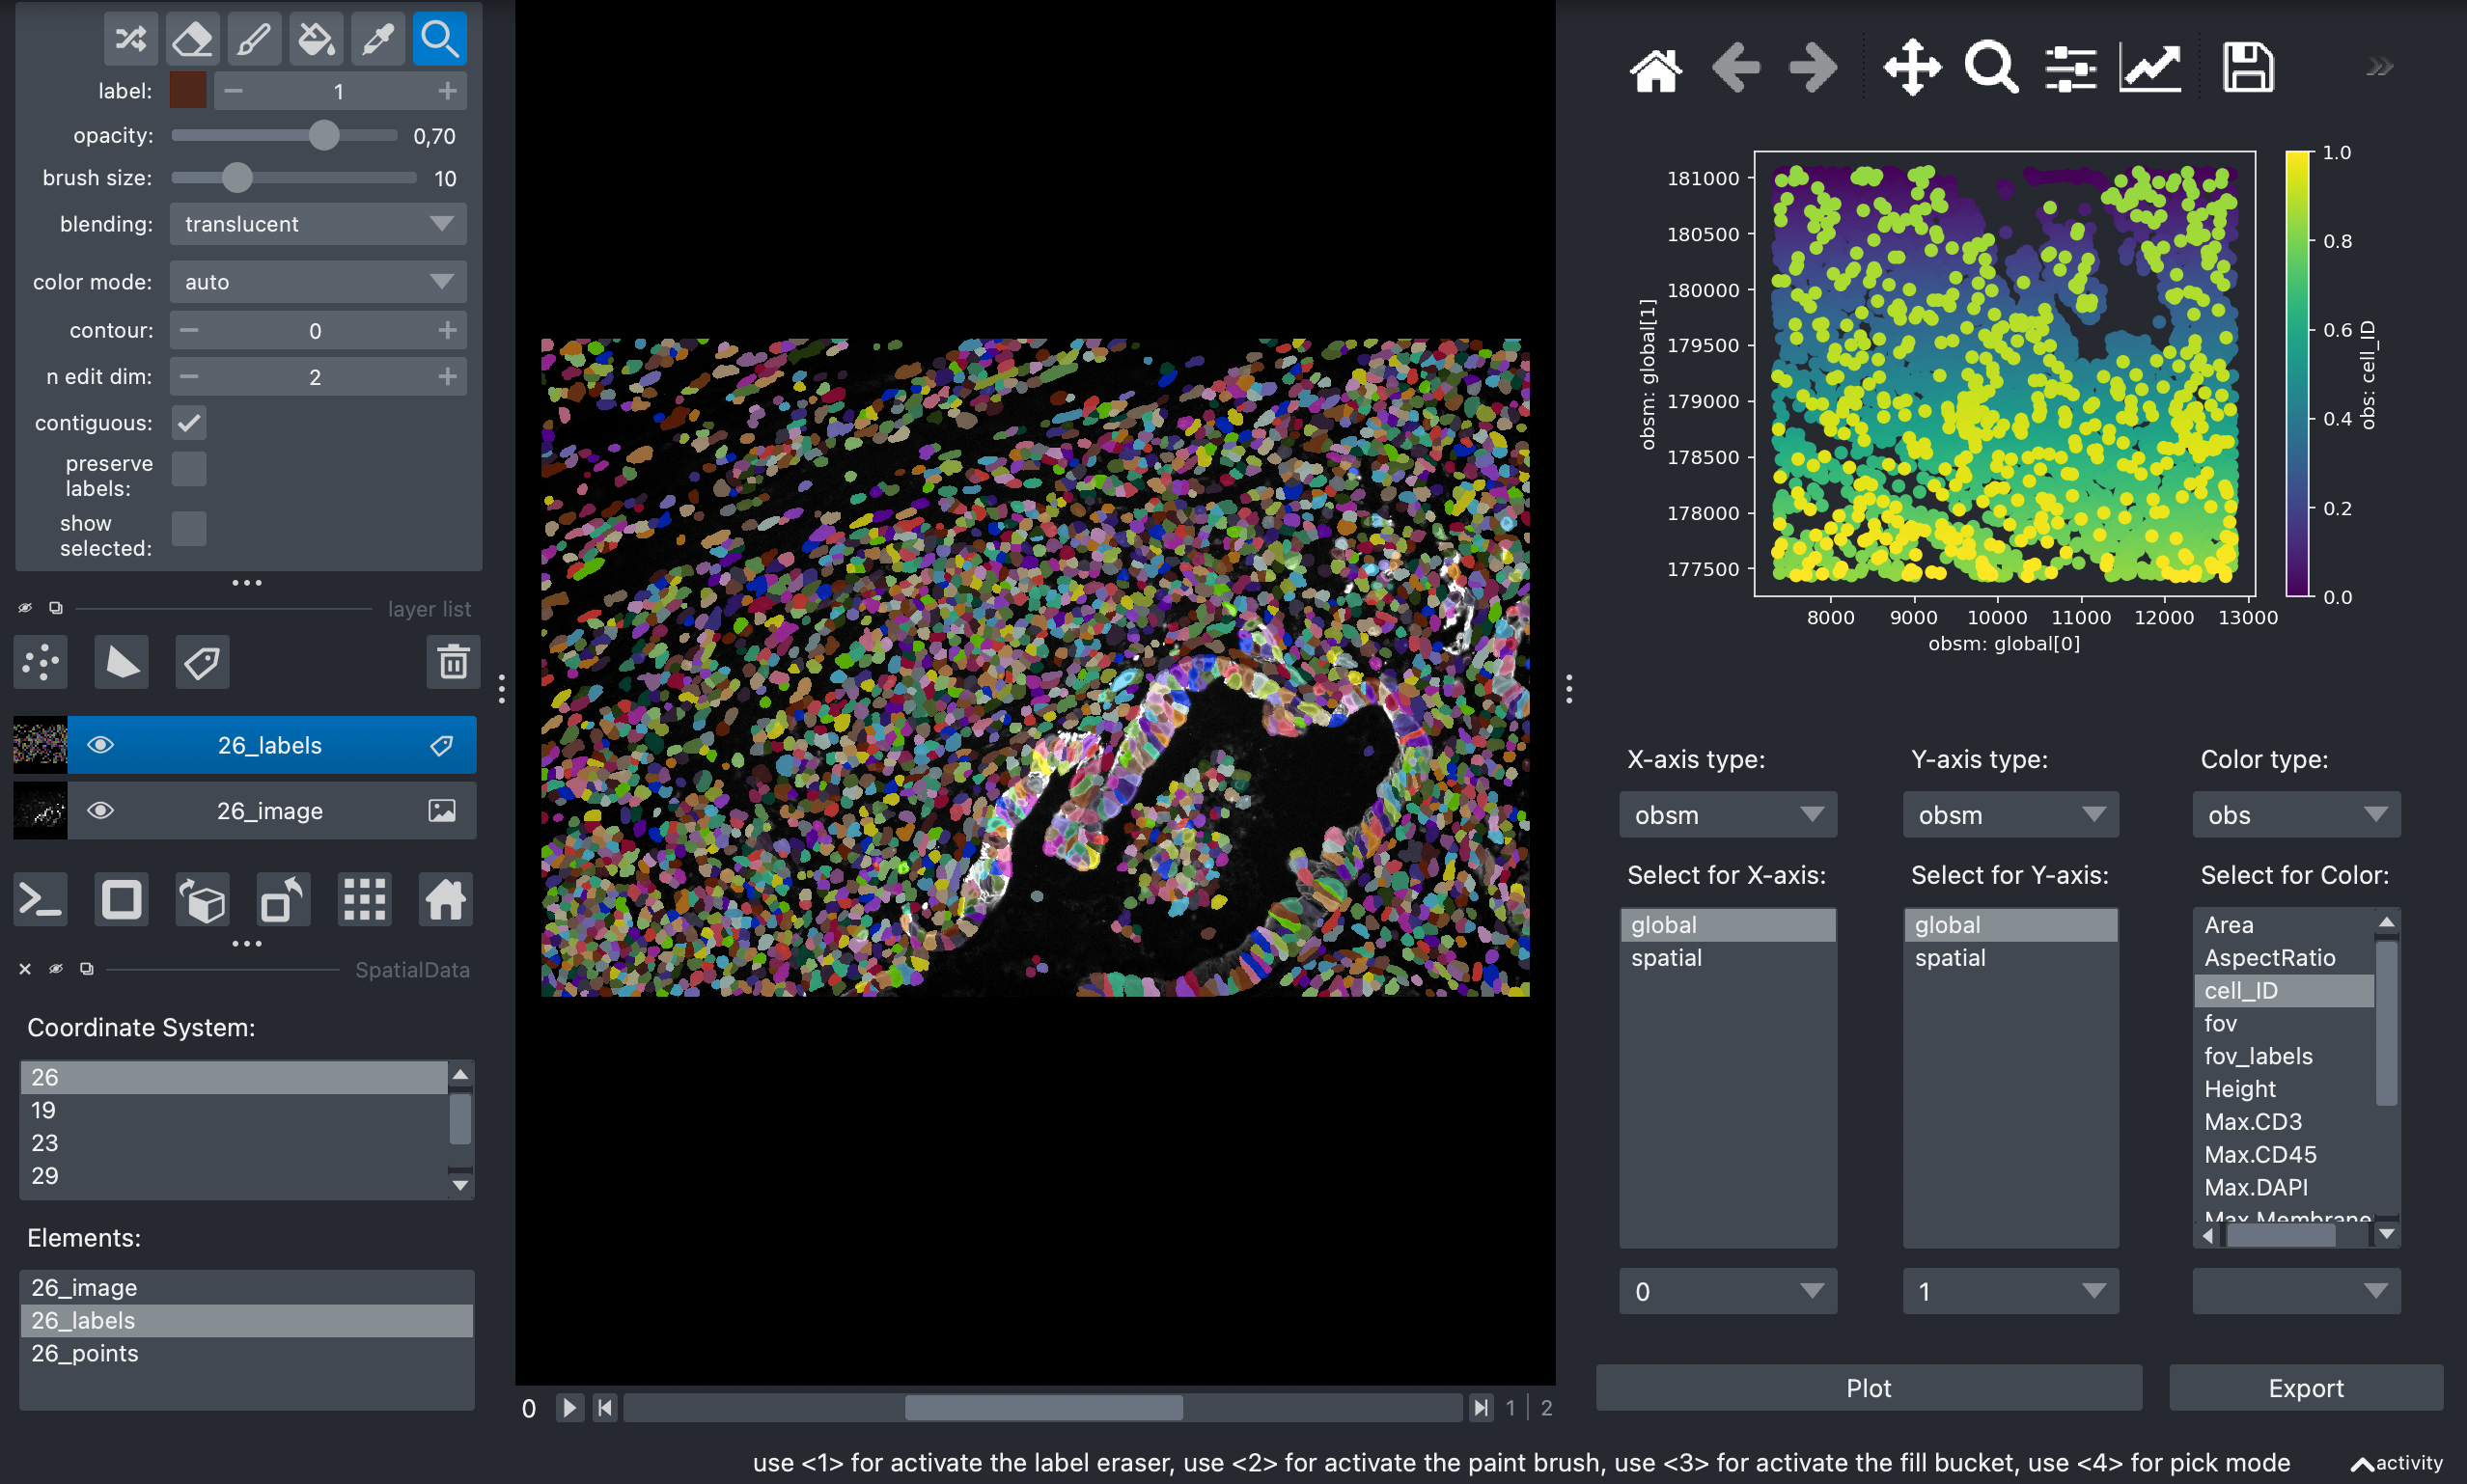 label:
1
opacity:
0,70
brush size:
10
blending:
translucent
color mode:
auto
contour:
0
n edit dim:
2
contiguous:
preserve
labels:
show
selected:
layer list
26_labels
26_image
SpatialData
Coordinate System:
26
19
23
29
Elements:
26_image
26_labels
26_points
0
1 | 2
181000
180500
180000
179500
179000
178500
178000
177500
obsm: global[1]
8000
9000
10000
11000
12000
13000
obsm: global[0]
1.0
0.8
0.6
0.4
0.2
0.0
obs: cell_ID
X-axis type:
Y-axis type:
Color type:
obsm
obsm
obs
Select for X-axis:
Select for Y-axis:
Select for Color:
global
spatial
global
spatial
Area
AspectRatio
cell_ID
fov
fov_labels
Height
Max.CD3
Max.CD45
Max.DAPI
Max.Membrane
0
1
Plot
Export
use <1> for activate the label eraser, use <2> for activate the paint brush, use <3> for activate the fill bucket, use <4> for pick mode
activity